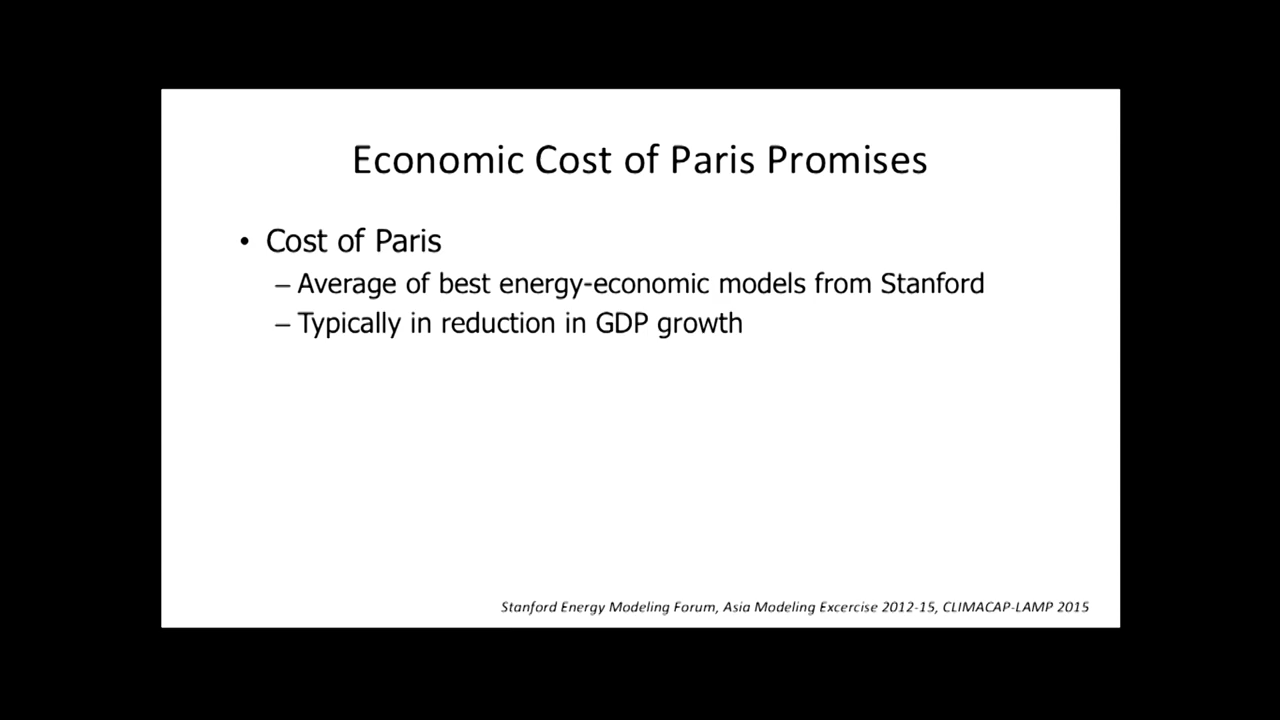 Economic Cost of Paris Promises
• Cost of Paris
– Average of best energy-economic models from Stanford
– Typically in reduction in GDP growth
Stanford Energy Modeling Forum, Asia Modeling Excercise 2012-15, CLIMACAP-LAMP 2015